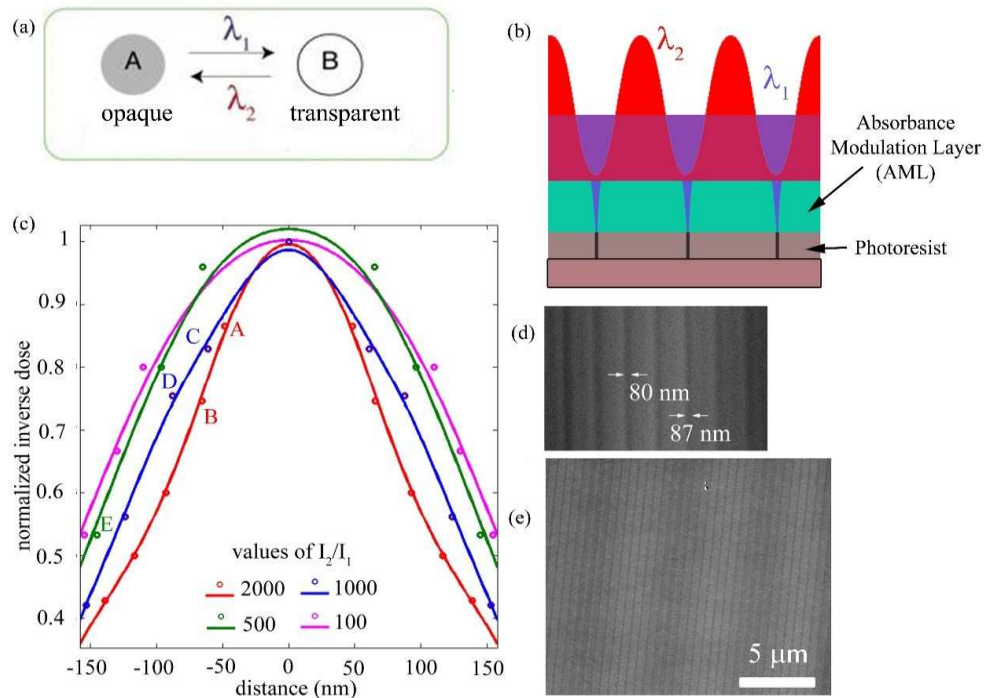 (a)
λ1
A
B
λ2
opaque
transparent
(b)
λ2
λ1
Absorbance
Modulation Layer
(AML)
Photoresist
(c)
normalized inverse dose
1
0.9
0.8
0.7
0.6
0.5
0.4
A
C
D
B
E
values of I2/I1
2000
1000
500
100
-150
-100
-50
0
50
100
150
distance (nm)
(d)
80 nm
87 nm
(e)
5 μm